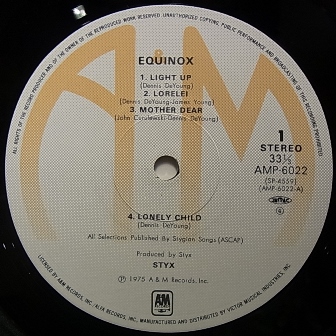 ALL RIGHTS OF THE RECORD PRODUCER AND OF THE OWNER OF THE RECORDED WORK RESERVED. UNAUTHORIZED COPYING, PUBLIC PERFORMANCE AND BROADCASTING OF THIS RECORD PROHIBITED.
A&M
EQUINOX
1. LIGHT UP
(Dennis DeYoung)
2. LORELEI
(Dennis DeYoung-James Young)
3. MOTHER DEAR
(John Curulewski-Dennis DeYoung)
1
STEREO
33⅓
AMP-6022
(SP-4559)
(AMP-6022-A)
4. LONELY CHILD
(Dennis DeYoung)
All Selections Published By Stygian Songs (ASCAP)
Produced by Styx
STYX
Ⓟ 1975 A & M Records, Inc.
A&M
RECORDS
LICENSED BY A&M RECORDS, INC./ALFA RECORDS, INC. MANUFACTURED AND DISTRIBUTED BY VICTOR MUSICAL INDUSTRIES, INC.